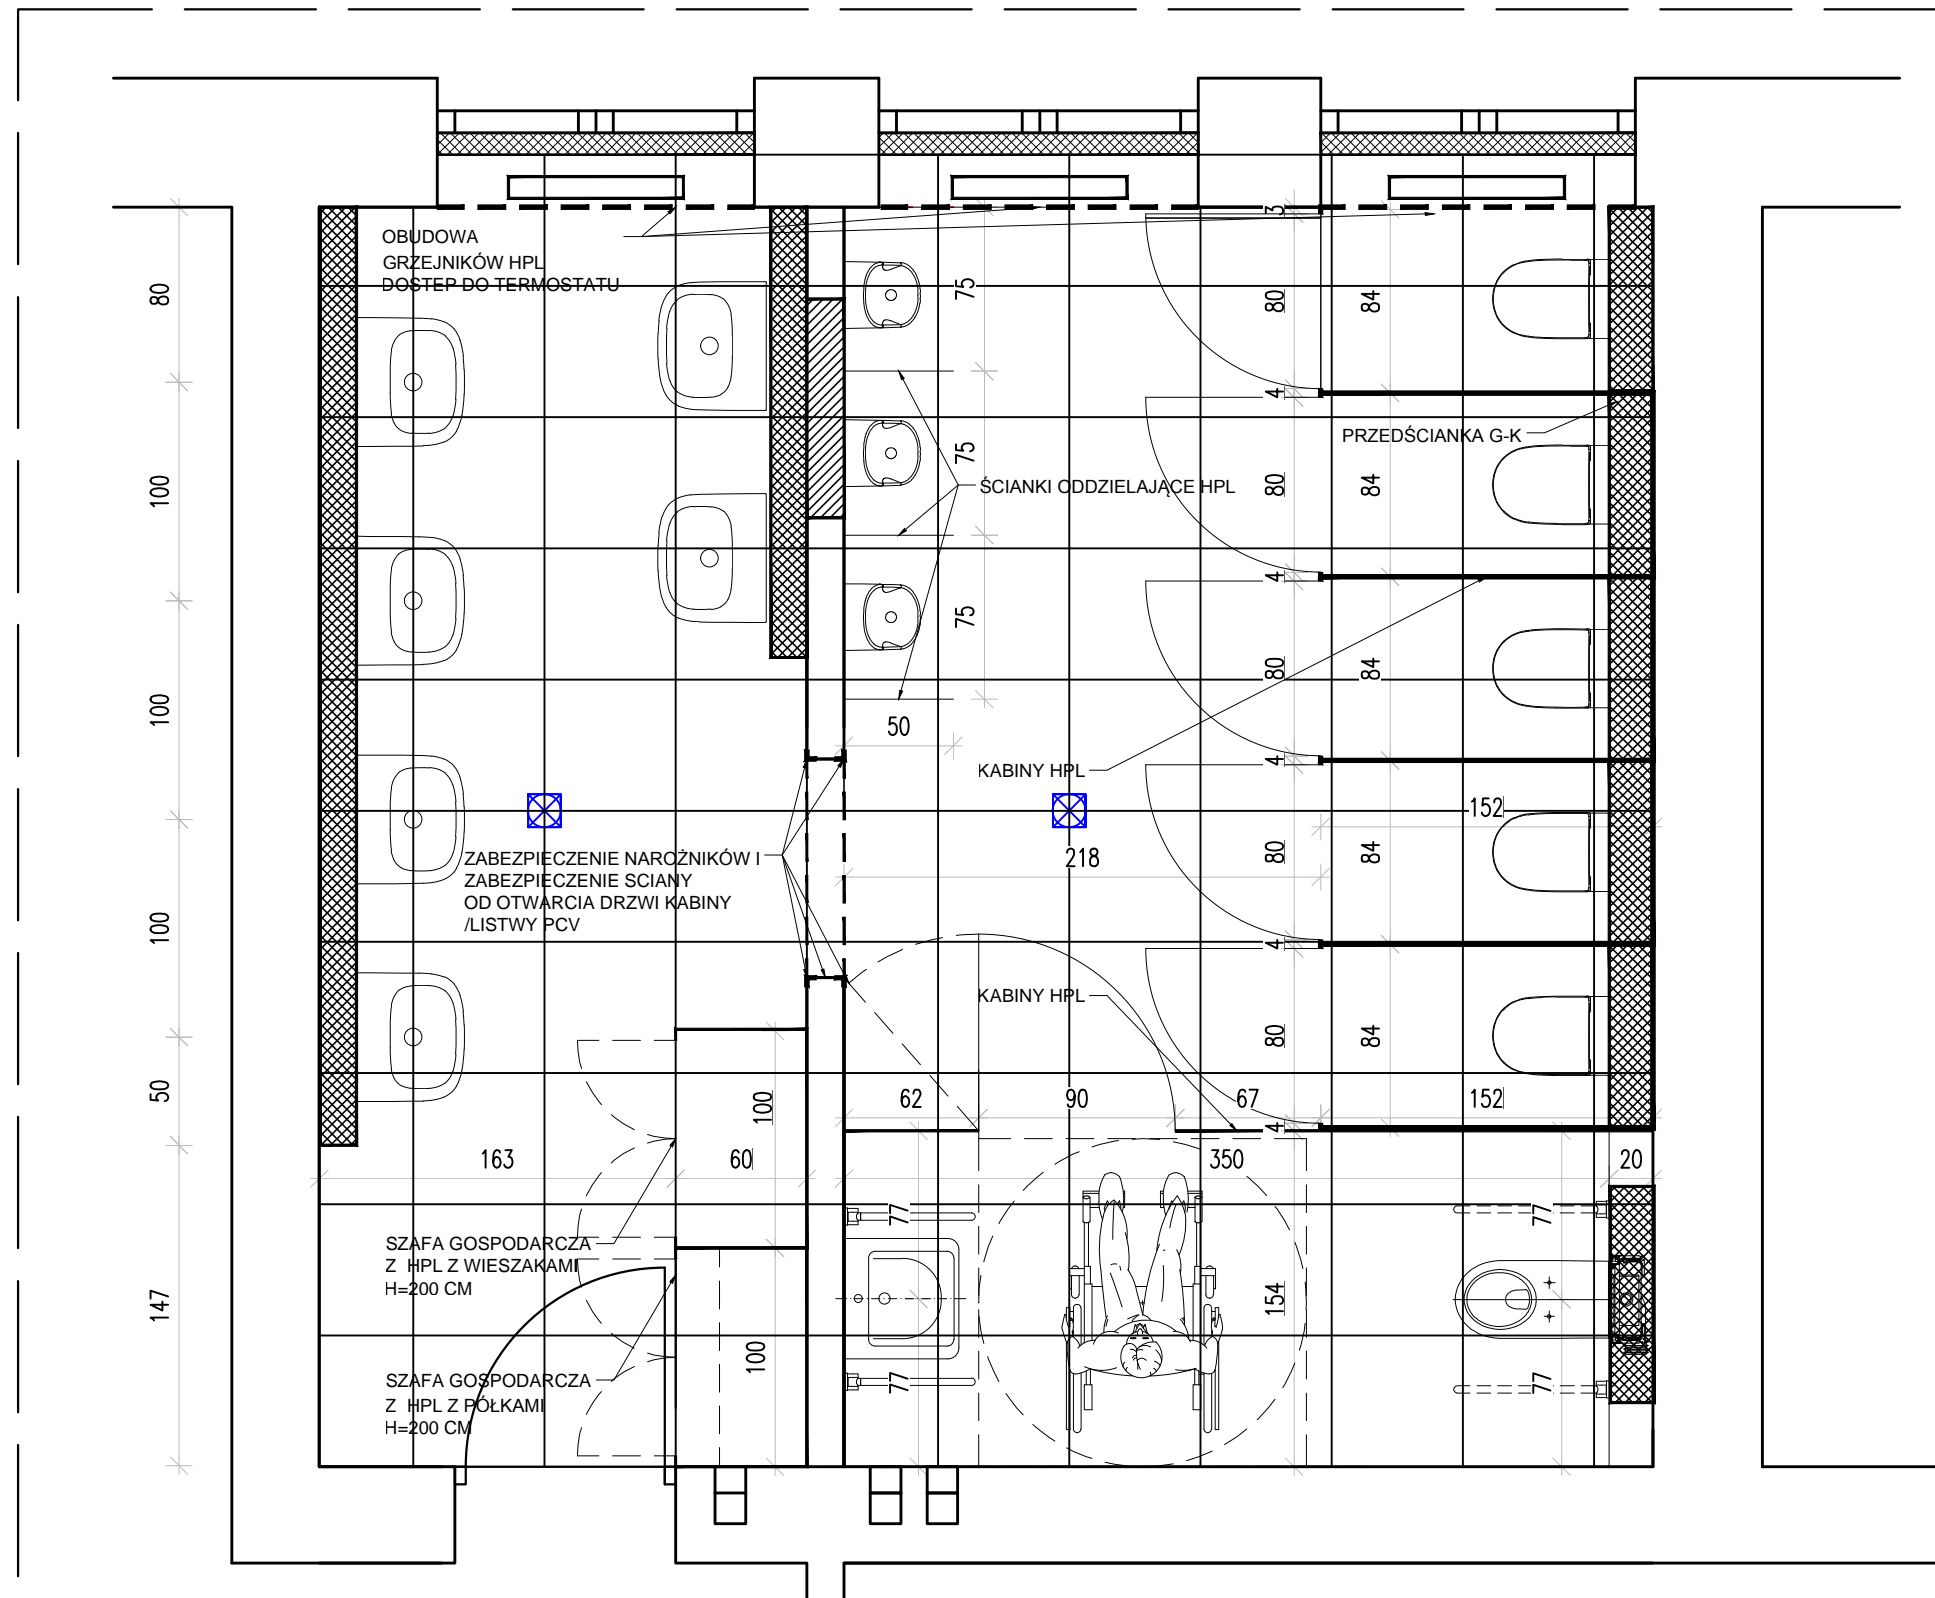 OBUDOWA
GRZEJNIKÓW HPL
DOSTEP DO TERMOSTATU
3
80
75
80
84
4
PRZEDŚCIANKA G-K
100
75
ŚCIANKI ODDZIELAJĄCE HPL
80
84
4
75
80
84
100
50
KABINY HPL
4
152
218
80
84
ZABEZPIECZENIE NAROŻNIKÓW I
ZABEZPIECZENIE SCIANY
OD OTWARCIA DRZWI KABINY
/LISTWY PCV
100
4
KABINY HPL
80
84
50
100
62
90
67
152
4
163
60
350
20
77
77
SZAFA GOSPODARCZA
Z HPL Z WIESZAKAMI
H=200 CM
147
154
100
77
77
SZAFA GOSPODARCZA
Z HPL Z PÓŁKAMI
H=200 CM